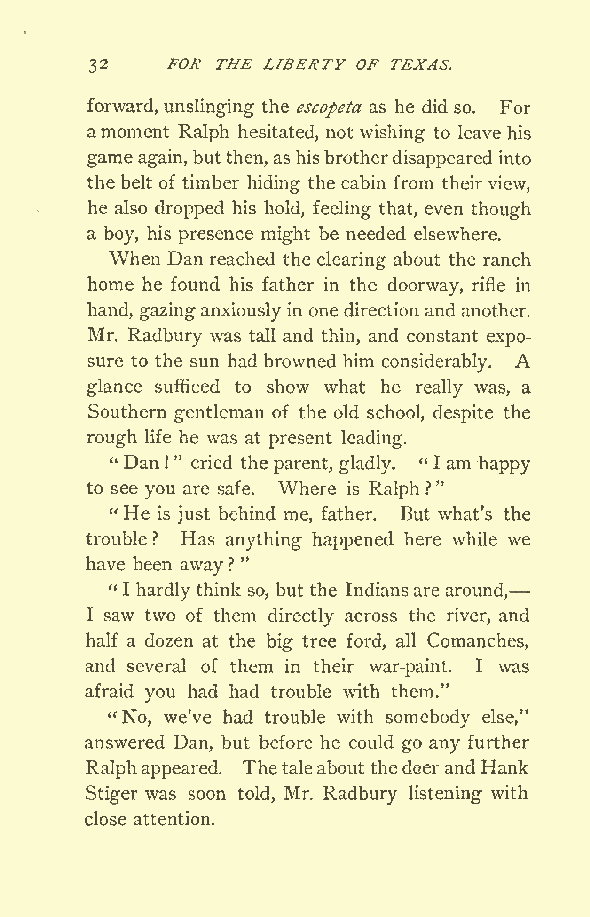 32 FOR THE LIBERTY OF TEXAS.
forward, unslinging the escopeta as he did so. For
a moment Ralph hesitated, not wishing to leave his
game again, but then, as his brother disappeared into
the belt of timber hiding the cabin from their view,
he also dropped his hold, feeling that, even though
a boy, his presence might be needed elsewhere.
When Dan reached the clearing about the ranch
home he found his father in the doorway, rifle in
hand, gazing anxiously in one direction and another.
Mr. Radbury was tall and thin, and constant expo-
sure to the sun had browned him considerably. A
glance sufficed to show what he really was, a
Southern gentleman of the old school, despite the
rough life he was at present leading.
"Dan!" cried the parent, gladly. "I am happy
to see you are safe. Where is Ralph?"
"He is just behind me, father. But what's the
trouble? Has anything happened here while we
have been away?"
"I hardly think so, but the Indians are around,—
I saw two of them directly across the river, and
half a dozen at the big tree ford, all Comanches,
and several of them in their war-paint. I was
afraid you had had trouble with them."
"No, we've had trouble with somebody else,"
answered Dan, but before he could go any further
Ralph appeared. The tale about the deer and Hank
Stiger was soon told, Mr. Radbury listening with
close attention.